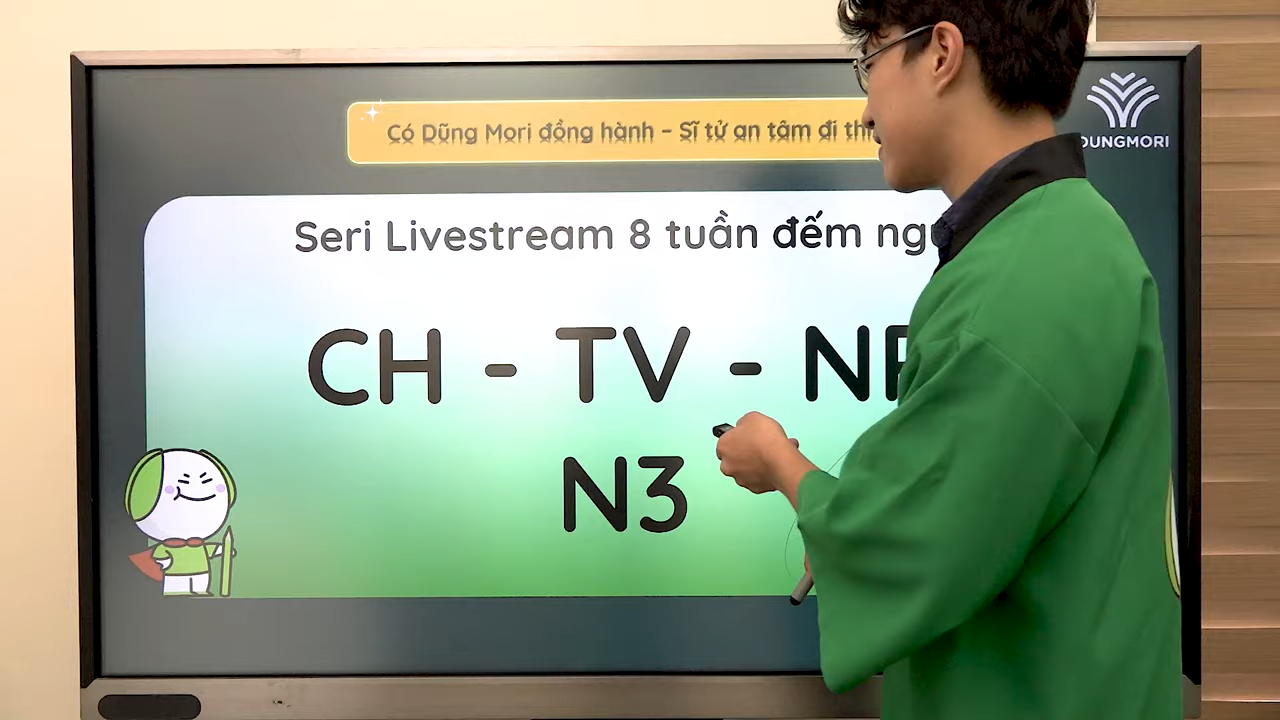 Có Dũng Mori đồng hành – Sĩ tử an tâm đi
DUNGMORI
Seri Livestream 8 tuần đếm
CH - TV -
N3